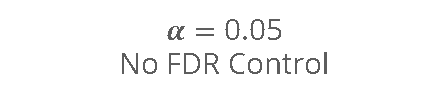 α = 0.05
No FDR Control